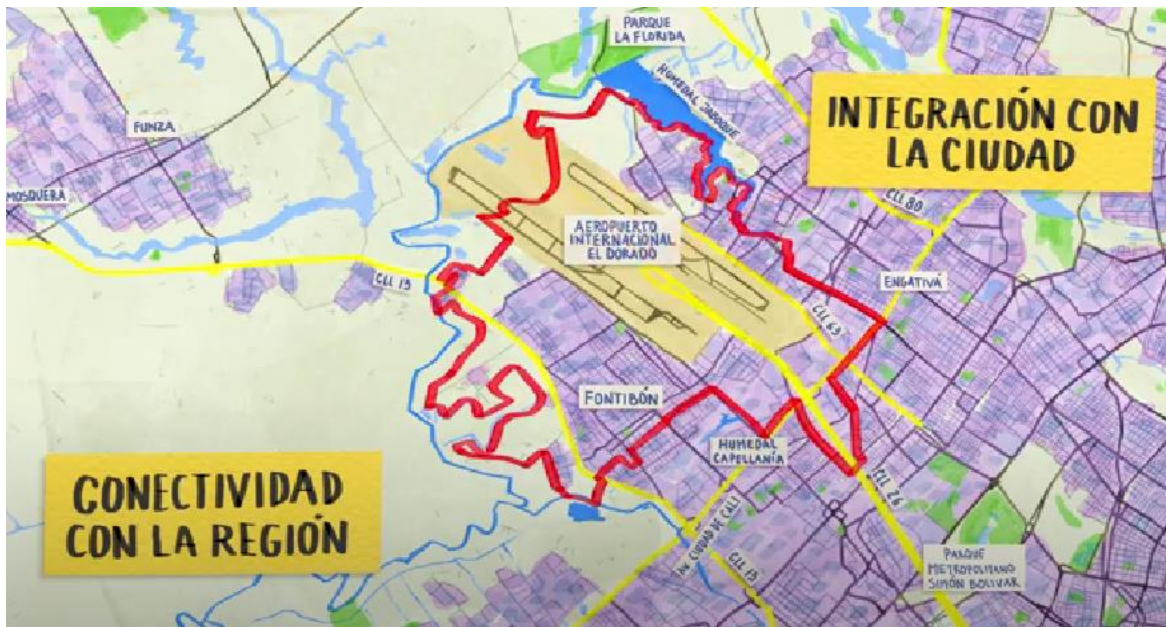 PARQUE
LA FLORIDA
HUMEDAL JABOQUE
INTEGRACIÓN CON
LA CIUDAD
FUNZA
MOSQUERA
CLL 80
AEROPUERTO
INTERNACIONAL
EL DORADO
CLL 13
ENGATIVÁ
CLL 63
FONTIBÓN
HUMEDAL
CAPELLANÍA
CONECTIVIDAD
CON LA REGIÓN
CLL 26
AV CIUDAD DE CALI
CLL 13
PARQUE
METROPOLITANO
SIMÓN BOLIVAR